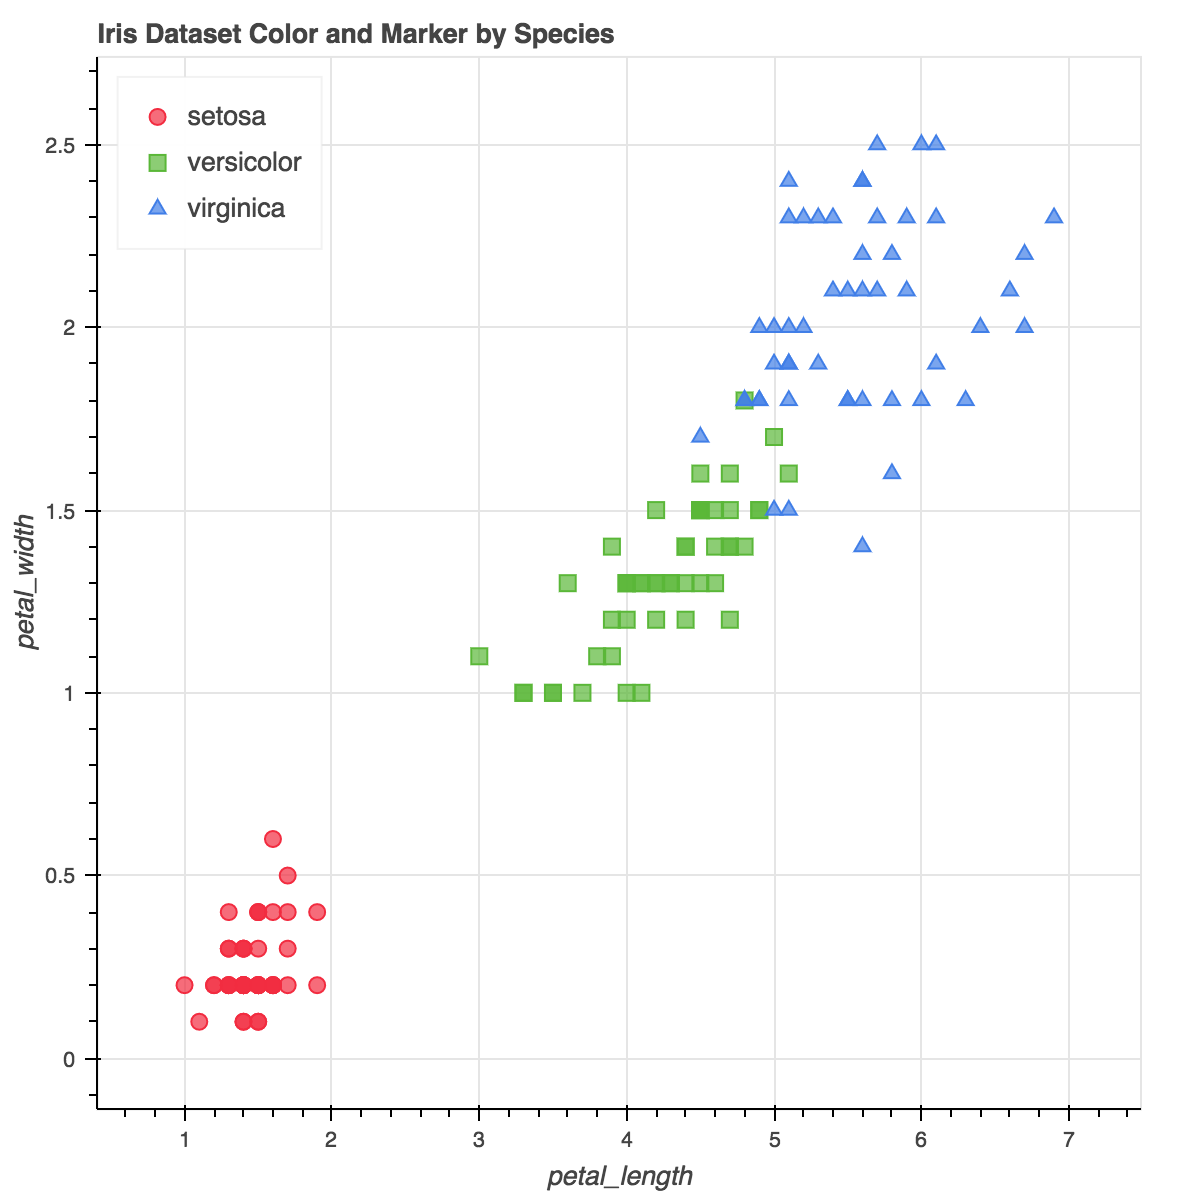 Iris Dataset Color and Marker by Species
setosa
versicolor
virginica
2.5
2
1.5
1
0.5
0
petal_width
1 2 3 4 5 6 7
petal_length